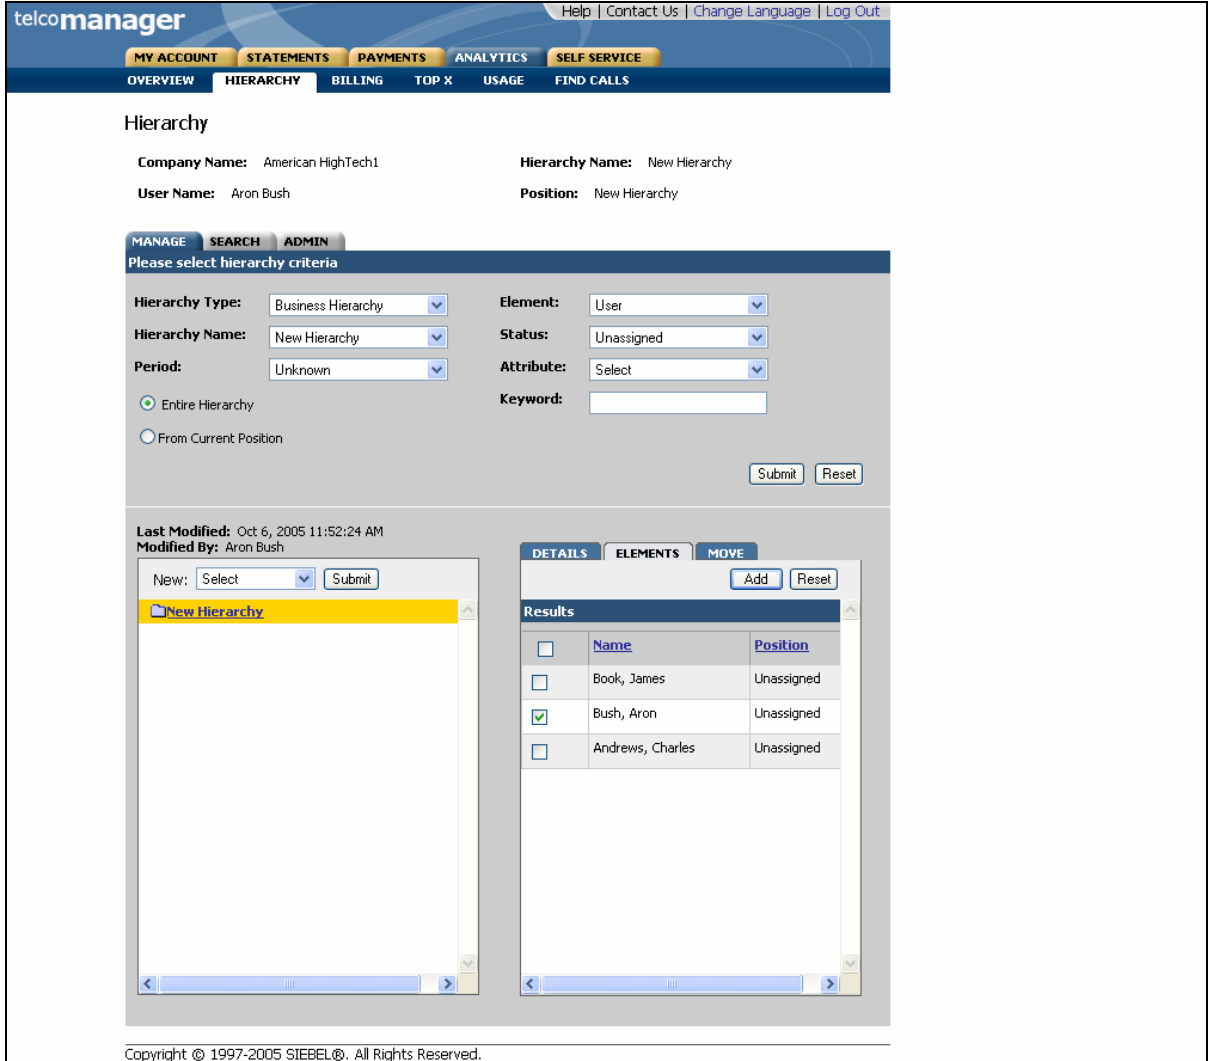 telcomanager
Help | Contact Us | Change Language | Log Out
MY ACCOUNT STATEMENTS PAYMENTS ANALYTICS SELF SERVICE
OVERVIEW HIERARCHY BILLING TOP X USAGE FIND CALLS
Hierarchy
Company Name: American HighTech1 Hierarchy Name: New Hierarchy
User Name: Aron Bush Position: New Hierarchy
MANAGE SEARCH ADMIN
Please select hierarchy criteria
Hierarchy Type: Business Hierarchy Element: User
Hierarchy Name: New Hierarchy Status: Unassigned
Period: Unknown Attribute: Select
Entire Hierarchy Keyword:
From Current Position
Submit Reset
Last Modified: Oct 6, 2005 11:52:24 AM
Modified By: Aron Bush
New: Select Submit
New Hierarchy
DETAILS ELEMENTS MOVE
Add Reset
Results
Name Position
Book, James Unassigned
Bush, Aron Unassigned
Andrews, Charles Unassigned
Copyright © 1997-2005 SIEBEL®. All Rights Reserved.